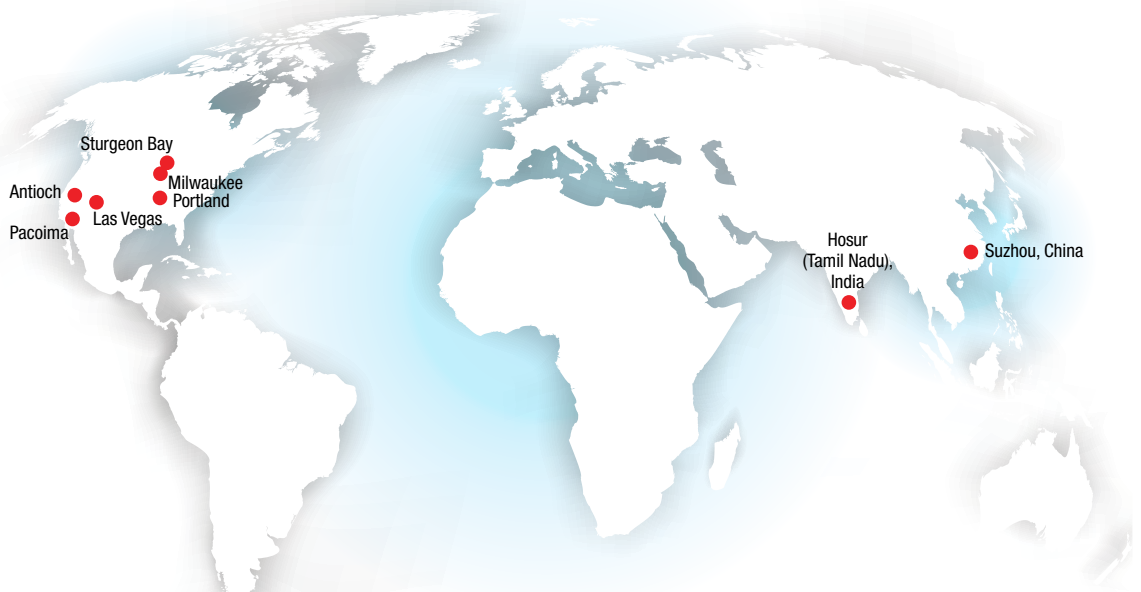 Sturgeon Bay
Milwaukee
Antioch
Portland
Las Vegas
Pacoima
Hosur
(Tamil Nadu),
India
Suzhou, China